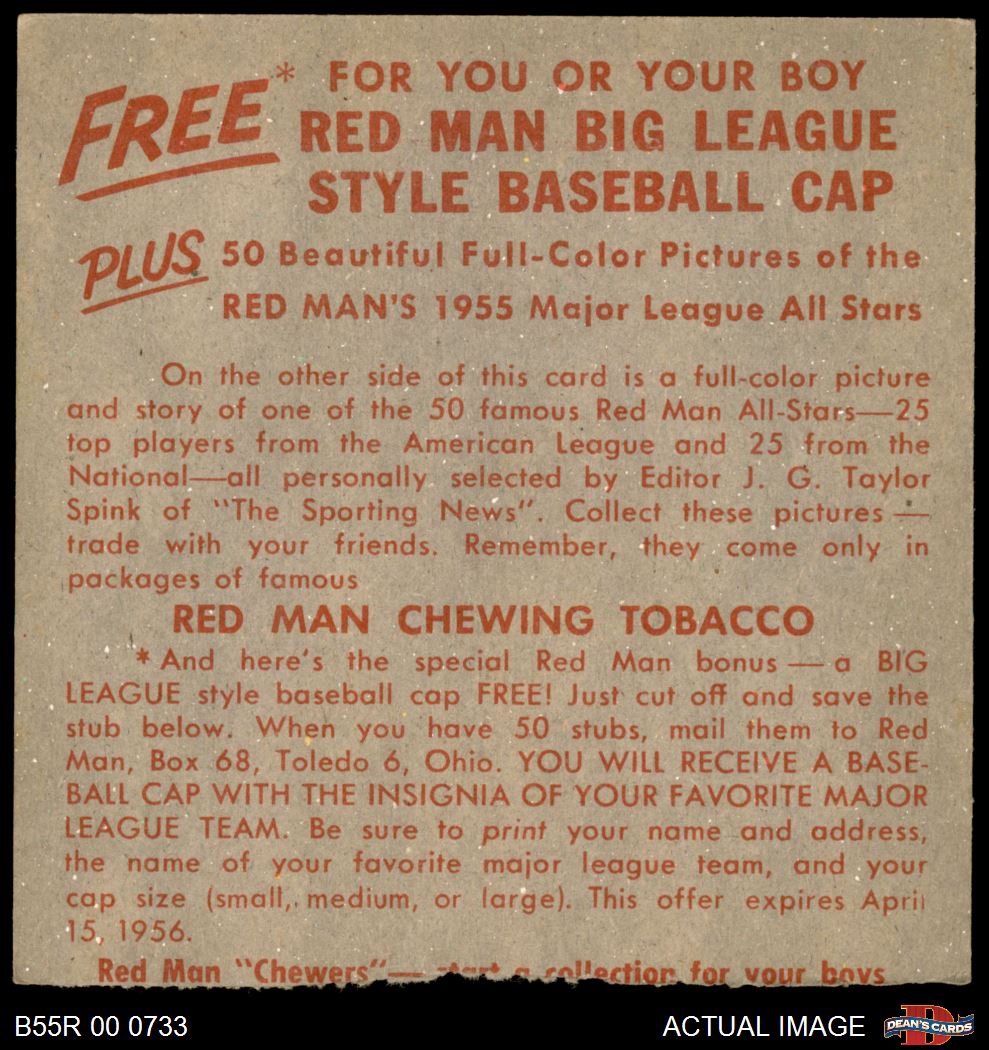 FREE* FOR YOU OR YOUR BOY
RED MAN BIG LEAGUE
STYLE BASEBALL CAP
PLUS 50 Beautiful Full-Color Pictures of the
RED MAN'S 1955 Major League All Stars
On the other side of this card is a full-color picture
and story of one of the 50 famous Red Man All-Stars—25
top players from the American League and 25 from the
National—all personally selected by Editor J. G. Taylor
Spink of "The Sporting News". Collect these pictures —
trade with your friends. Remember, they come only in
packages of famous
RED MAN CHEWING TOBACCO
* And here's the special Red Man bonus — a BIG
LEAGUE style baseball cap FREE! Just cut off and save the
stub below. When you have 50 stubs, mail them to Red
Man, Box 68, Toledo 6, Ohio. YOU WILL RECEIVE A BASE-
BALL CAP WITH THE INSIGNIA OF YOUR FAVORITE MAJOR
LEAGUE TEAM. Be sure to print your name and address,
the name of your favorite major league team, and your
cap size (small, medium, or large). This offer expires April
15, 1956.
Red Man "Chewers"— start a collection for your boys
B55R 00 0733
ACTUAL IMAGE
D
DEAN'S CARDS